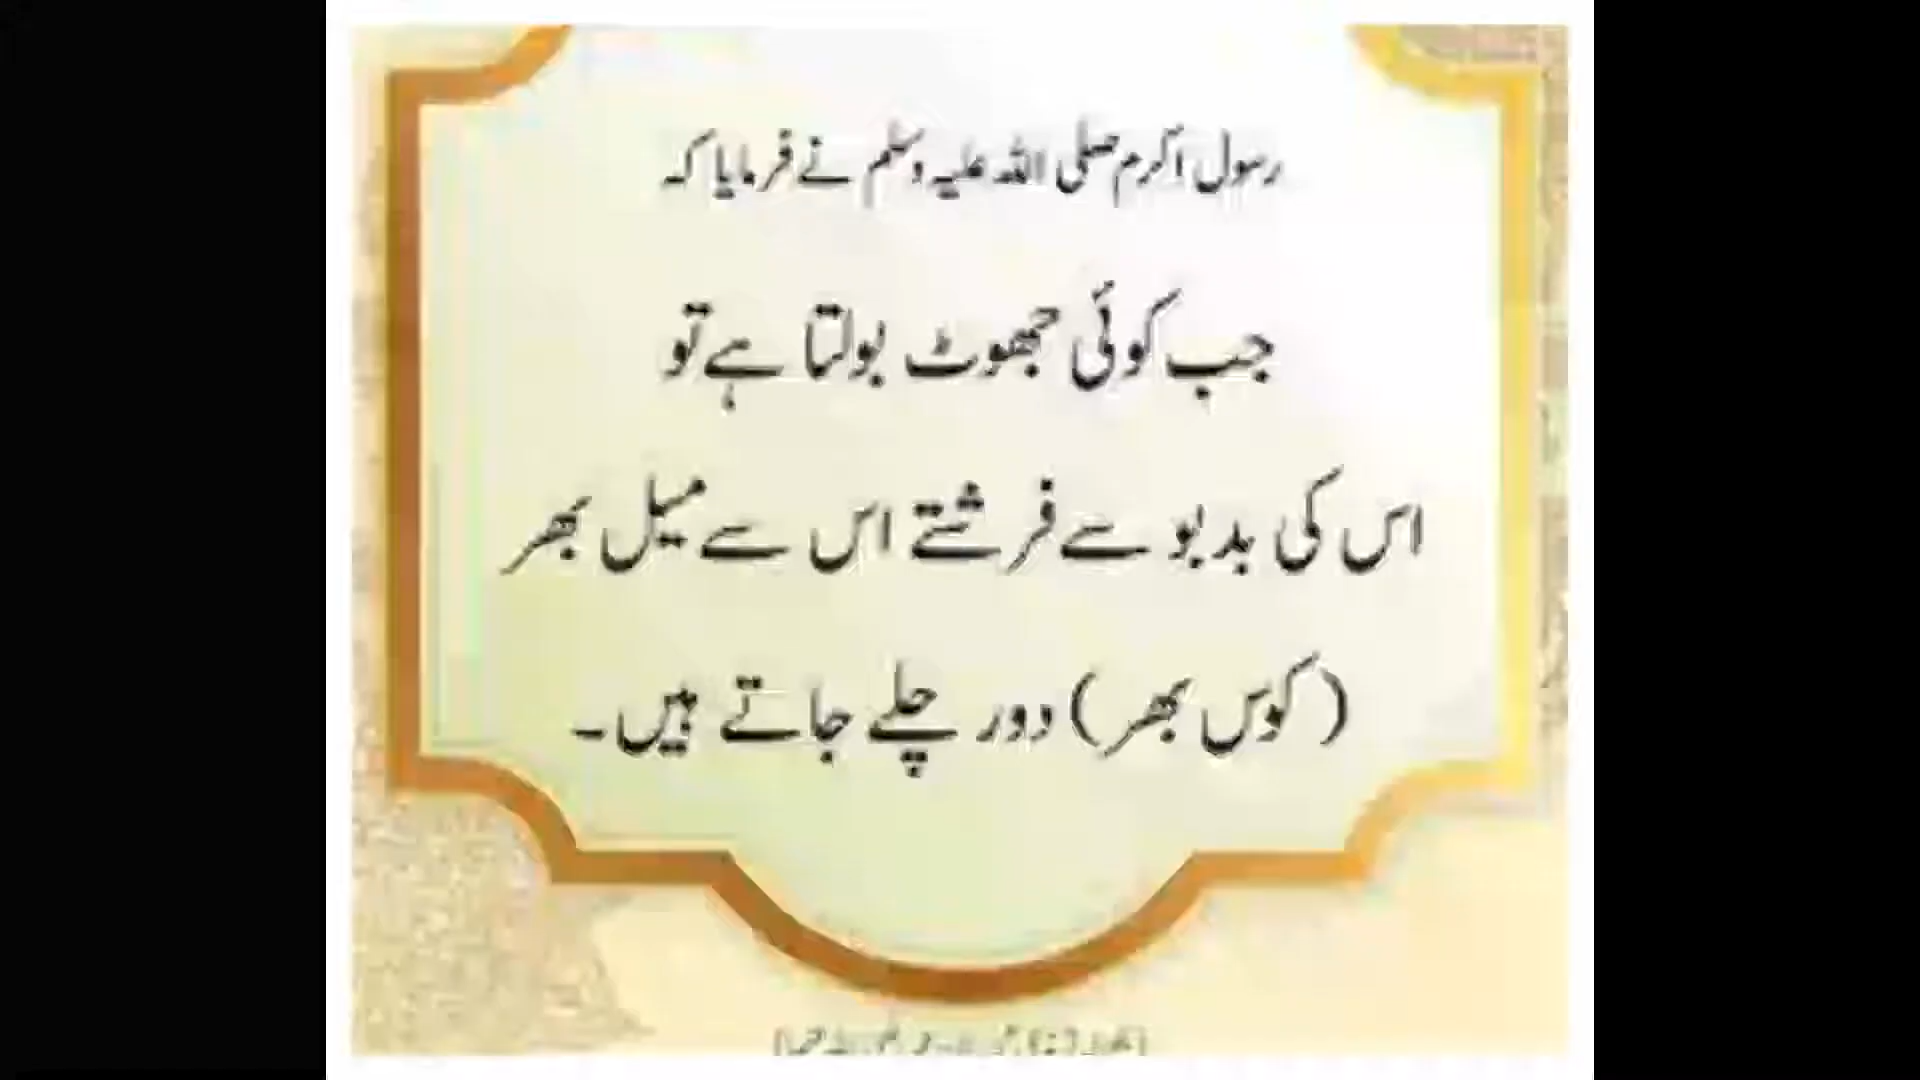 رسول اکرم صلی اللہ علیہ وسلم نے فرمایا کہ
جب کوئی جھوٹ بولتا ہے تو
اس کی بدبو سے فرشتے اس سے میل بھر
(کوس بھر) دور چلے جاتے ہیں۔